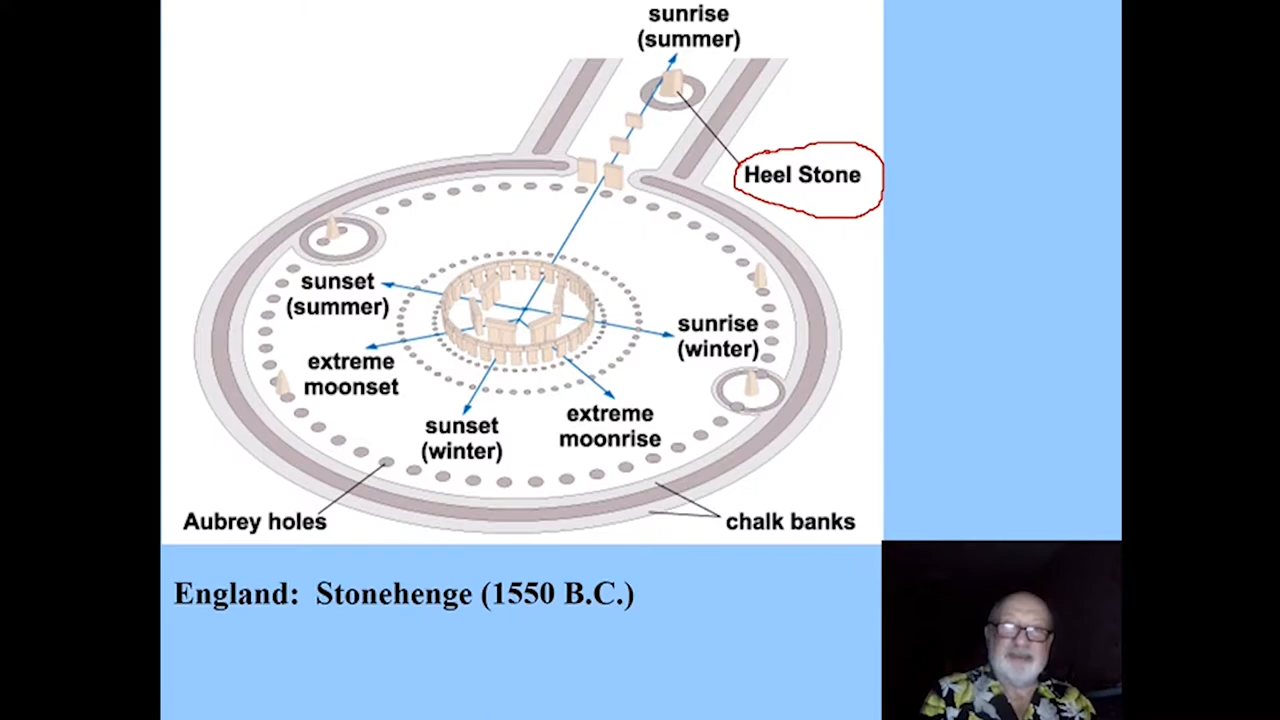 sunrise
(summer)
Heel Stone
sunset
(summer)
sunrise
(winter)
extreme
moonset
extreme
moonrise
sunset
(winter)
Aubrey holes
chalk banks
England:  Stonehenge (1550 B.C.)